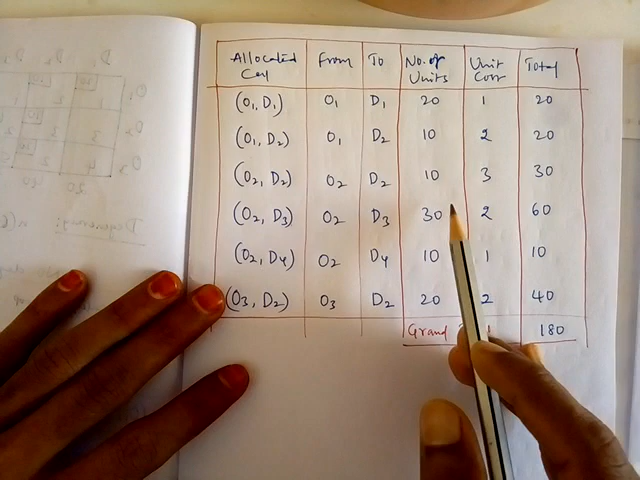 Allocated Cell From To No. of Units Unit Cost Total
(O1, D1) O1 D1 20 1 20
(O1, D2) O1 D2 10 2 20
(O2, D2) O2 D2 10 3 30
(O2, D3) O2 D3 30 2 60
(O2, D4) O2 D4 10 1 10
(O3, D2) O3 D2 20 2 40
Grand 180